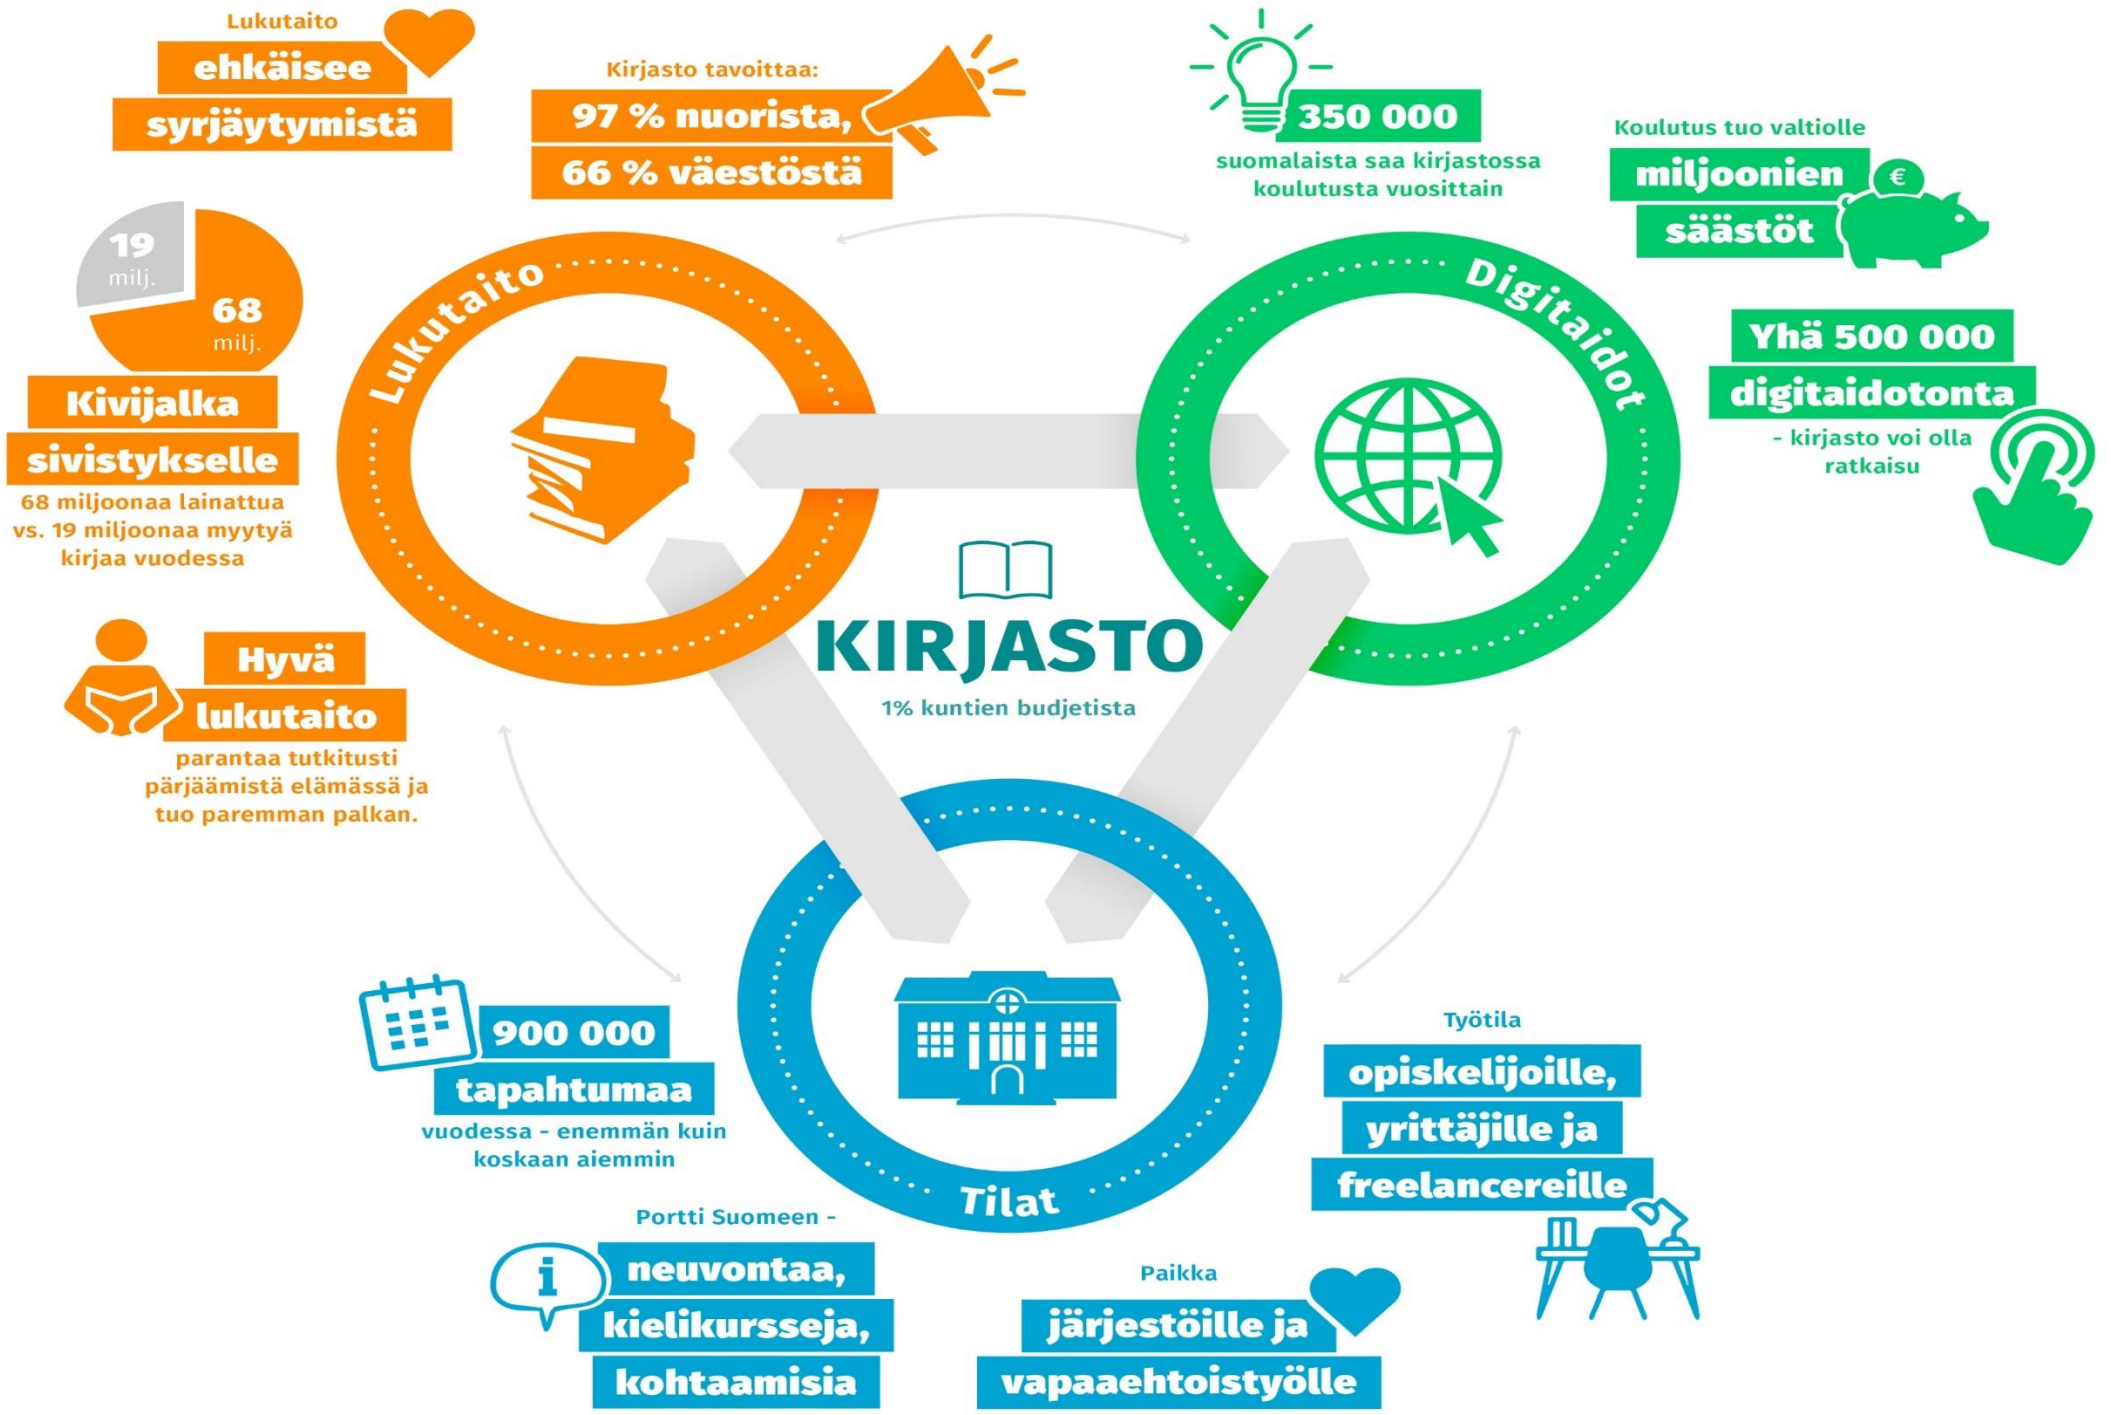 Lukutaito
ehkäisee
syrjäytymistä
Kirjasto tavoittaa:
97 % nuorista,
66 % väestöstä
350 000
suomalaista saa kirjastossa
koulutusta vuosittain
Koulutus tuo valtiolle
miljoonien
säästöt
€
19
milj.
68
milj.
Kivijalka
sivistykselle
68 miljoonaa lainattua
vs. 19 miljoonaa myytyä
kirjaa vuodessa
Hyvä
lukutaito
parantaa tutkitusti
pärjäämistä elämässä ja
tuo paremman palkan.
Lukutaito
Digitaidot
Yhä 500 000
digitaidotonta
- kirjasto voi olla
ratkaisu
KIRJASTO
1% kuntien budjetista
Tilat
900 000
tapahtumaa
vuodessa - enemmän kuin
koskaan aiemmin
Portti Suomeen -
i
neuvontaa,
kielikursseja,
kohtaamisia
Paikka
järjestöille ja
vapaaehtoistyölle
Työtila
opiskelijoille,
yrittäjille ja
freelancereille